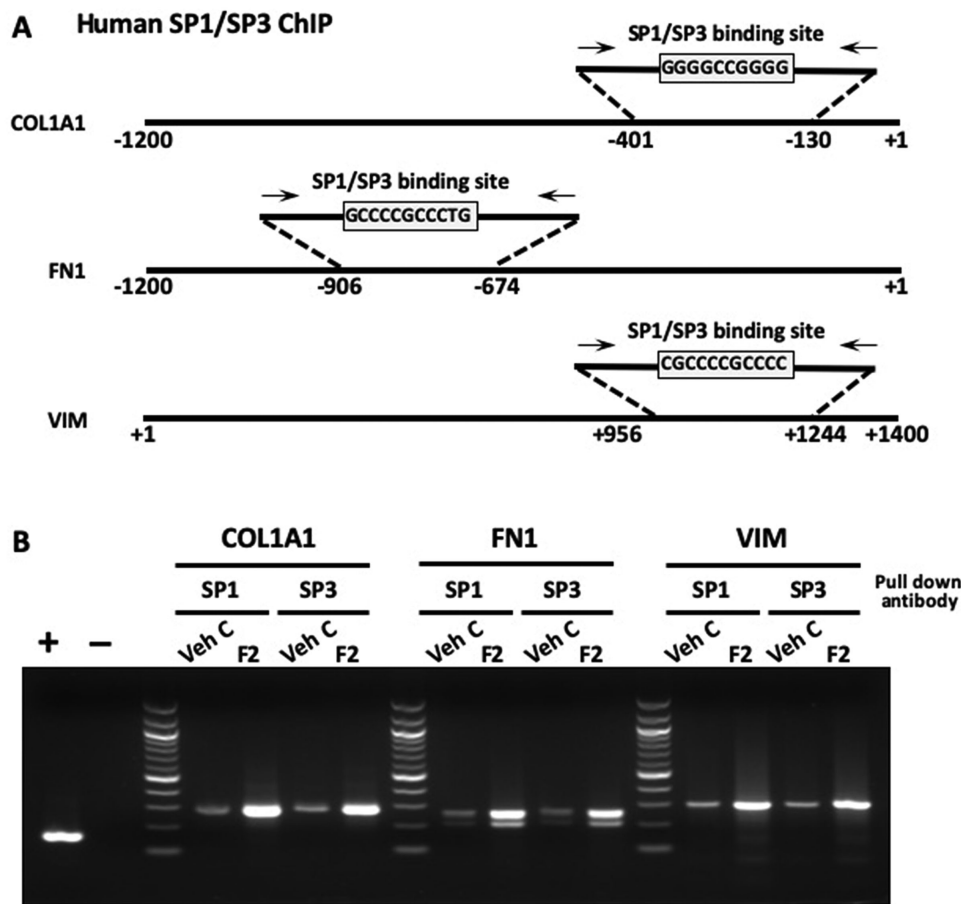 A Human SP1/SP3 ChIP
SP1/SP3 binding site
GGGGCCGGGG
COL1A1
-1200 -401 -130 +1
SP1/SP3 binding site
GCCCCGCCCTG
FN1
-1200 -906 -674 +1
SP1/SP3 binding site
CGCCCCGCCCC
VIM
+1 +956 +1244 +1400
B COL1A1 FN1 VIM
SP1 SP3 SP1 SP3 SP1 SP3 Pull down
antibody
+ − Veh C F2 Veh C F2 Veh C F2 Veh C F2 Veh C F2 Veh C F2